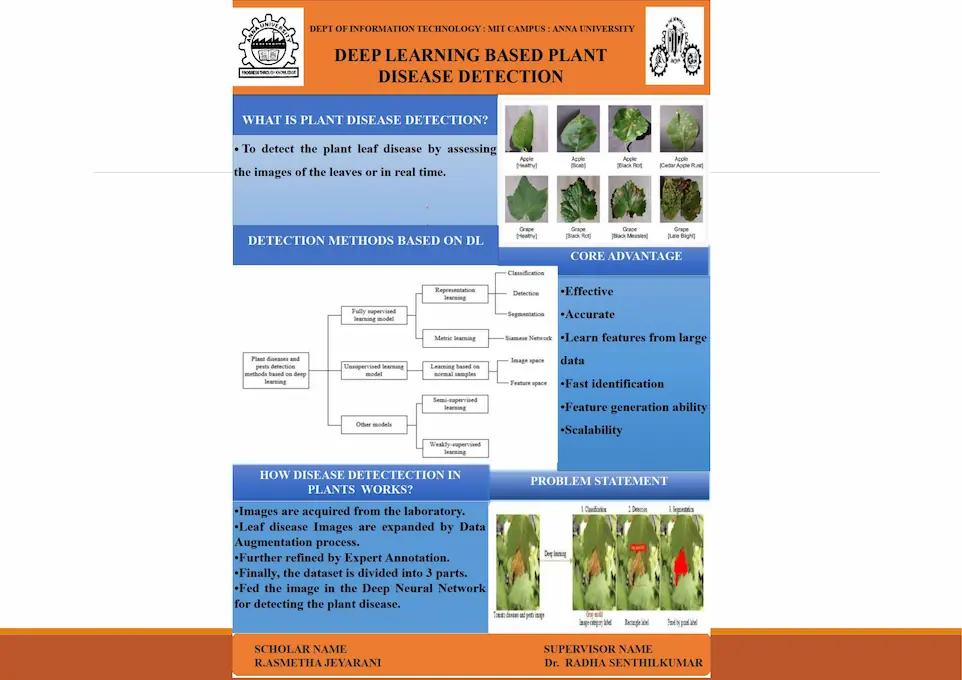 DEPT OF INFORMATION TECHNOLOGY : MIT CAMPUS : ANNA UNIVERSITY
DEEP LEARNING BASED PLANT
DISEASE DETECTION
ANNA UNIVERSITY
PROGRESS THROUGH KNOWLEDGE
WHAT IS PLANT DISEASE DETECTION?
• To detect the plant leaf disease by assessing
the images of the leaves or in real time.
Apple
[Healthy]
Apple
[Scab]
Apple
[Black Rot]
Apple
[Cedar Apple Rust]
Grape
[Healthy]
Grape
[Black Rot]
Grape
[Black Measles]
Grape
[Late Blight]
DETECTION METHODS BASED ON DL
Plant diseases and
pests detection
methods based on deep
learning
Fully supervised
learning model
Representation
learning
Classification
Detection
Segmentation
Metric learning
Siamese Network
Unsupervised learning
model
Learning based on
normal samples
Image space
Feature space
Other models
Semi-supervised
learning
Weakly-supervised
learning
CORE ADVANTAGE
•Effective
•Accurate
•Learn features from large
data
•Fast identification
•Feature generation ability
•Scalability
HOW DISEASE DETECTECTION IN
PLANTS WORKS?
•Images are acquired from the laboratory.
•Leaf disease Images are expanded by Data
Augmentation process.
•Further refined by Expert Annotation.
•Finally, the dataset is divided into 3 parts.
•Fed the image in the Deep Neural Network
for detecting the plant disease.
PROBLEM STATEMENT
1. Classification
2. Detection
3. Segmentation
Deep learning
Tomato diseases and pests image
Gray mold
Image category label
Rectangle label
Pixel by pixel label
SCHOLAR NAME
R.ASMETHA JEYARANI
SUPERVISOR NAME
Dr. RADHA SENTHILKUMAR